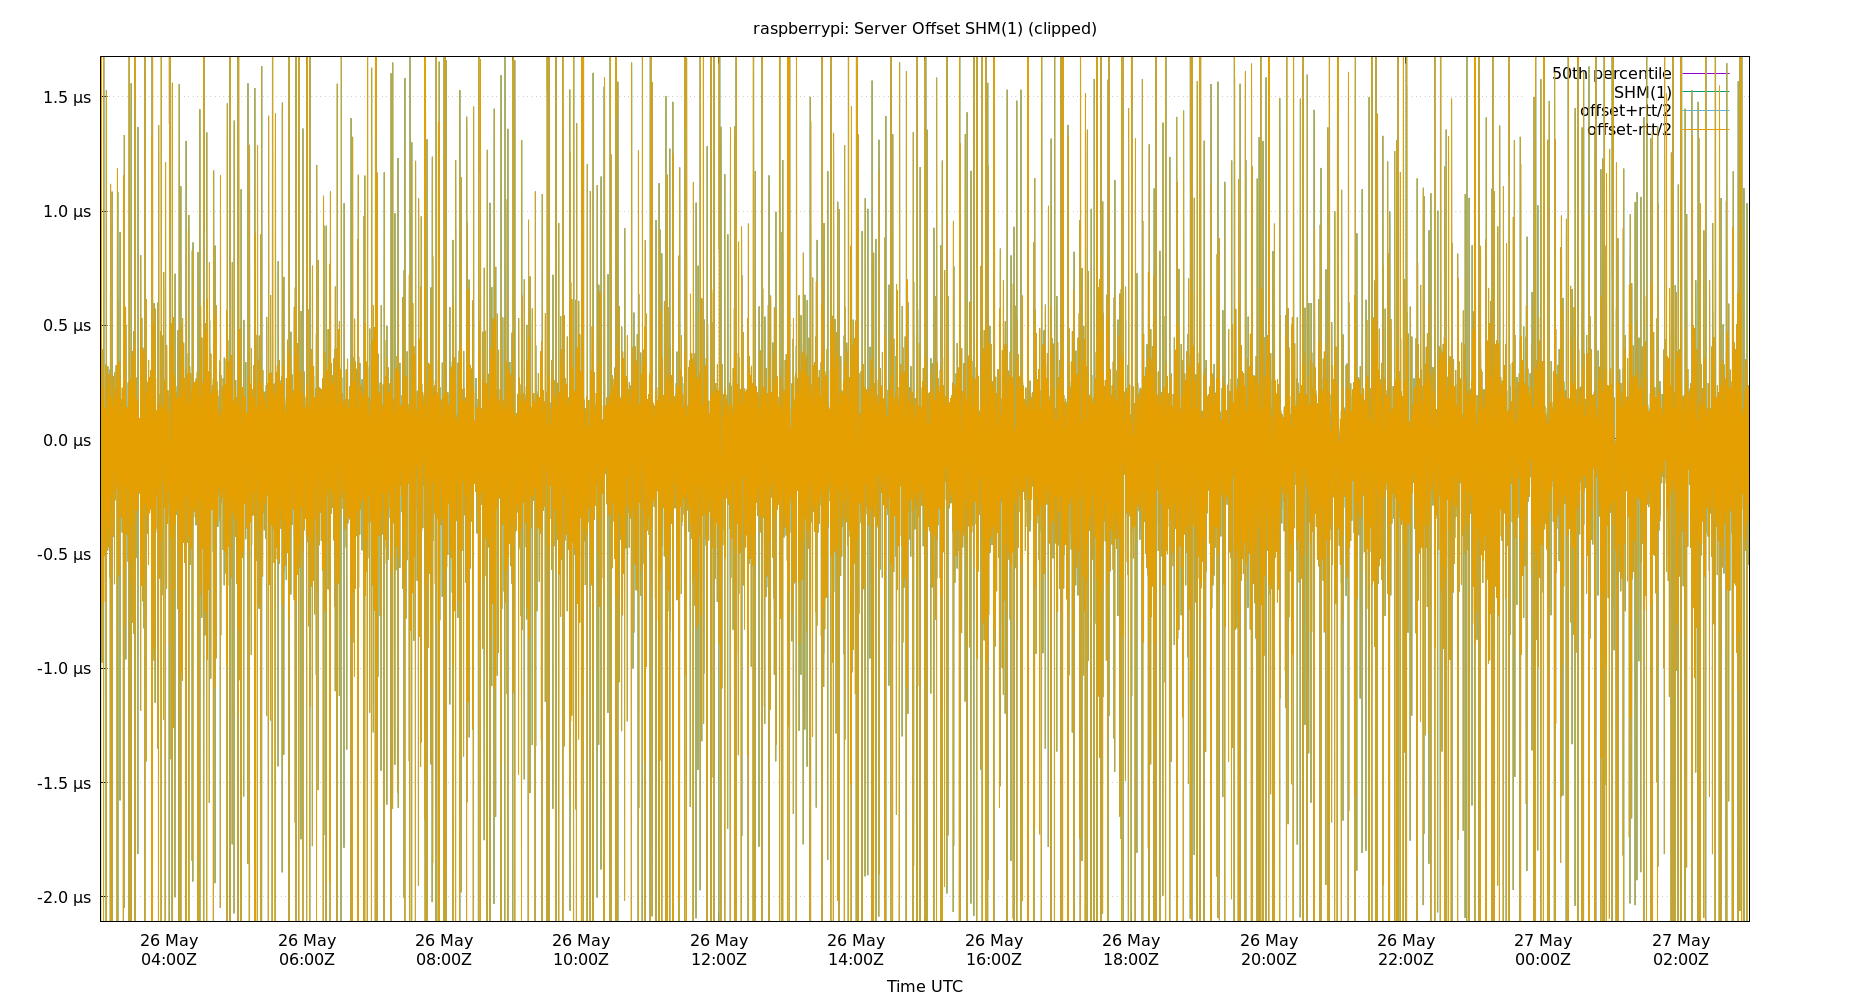 raspberrypi: Server Offset SHM(1) (clipped)
50th percentile
SHM(1)
offset+rtt/2
offset-rtt/2
1.5 µs
1.0 µs
0.5 µs
0.0 µs
-0.5 µs
-1.0 µs
-1.5 µs
-2.0 µs
26 May 26 May 26 May 26 May 26 May 26 May 26 May 26 May 26 May 26 May 27 May 27 May
04:00Z 06:00Z 08:00Z 10:00Z 12:00Z 14:00Z 16:00Z 18:00Z 20:00Z 22:00Z 00:00Z 02:00Z
Time UTC